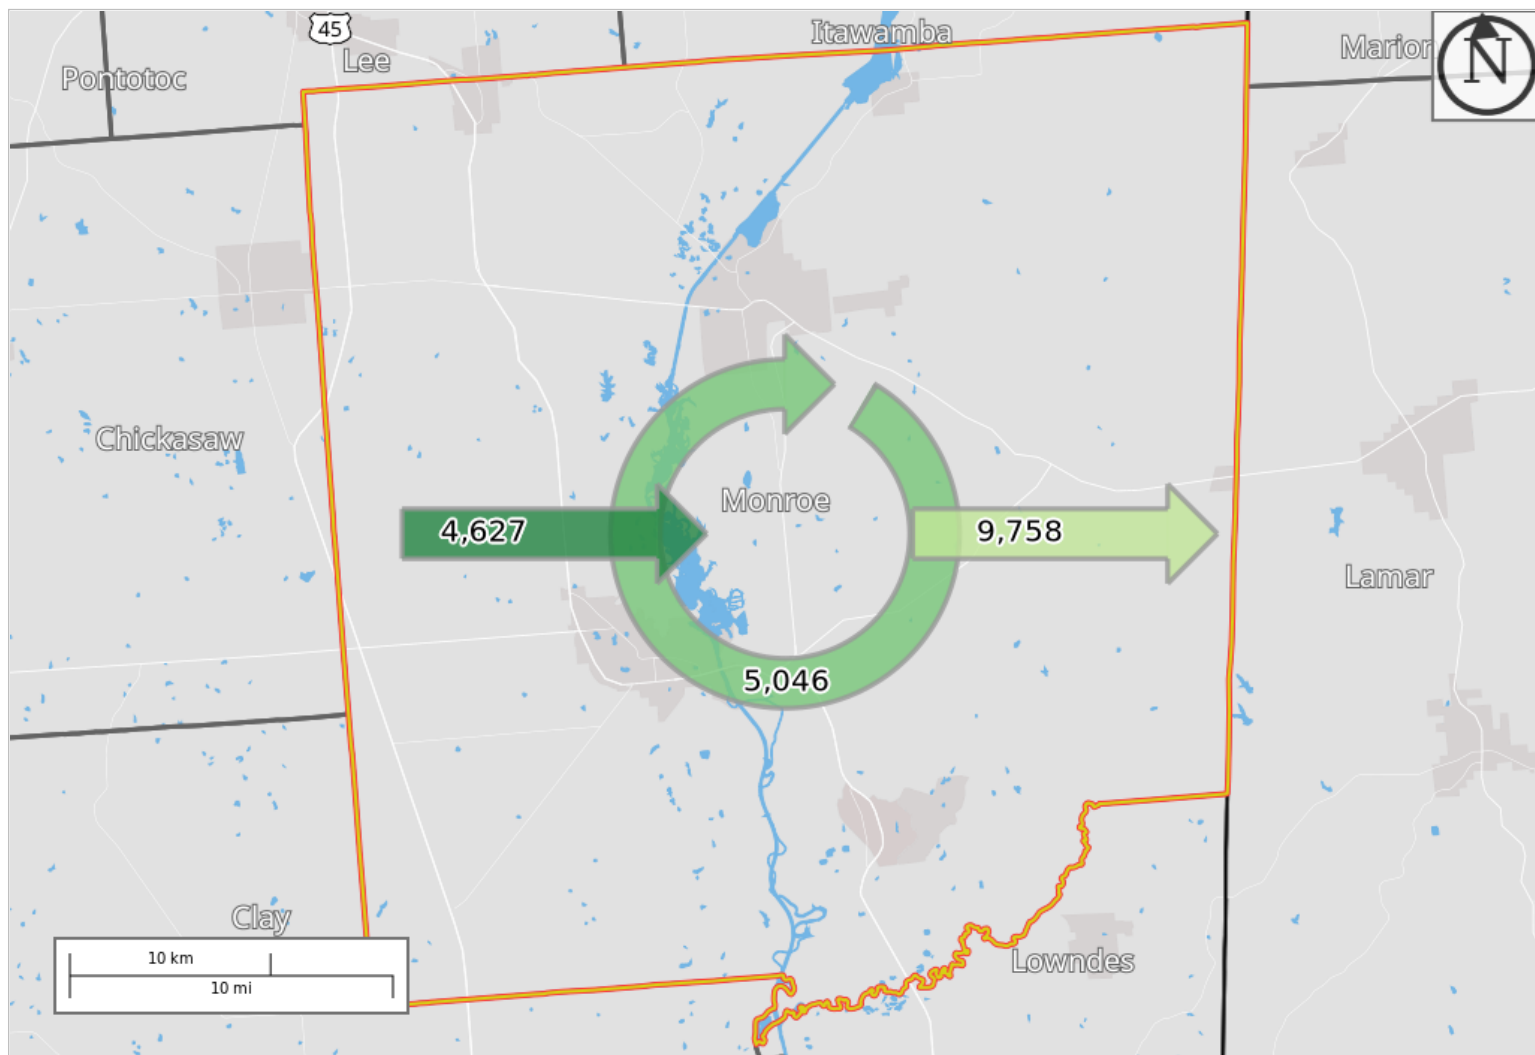 45
Itawambа
Lee
Marion
N
Pontotoc
Chickasaw
Monroe
4,627
9,758
Lamar
5,046
Clay
10 km
10 mi
Lowndes